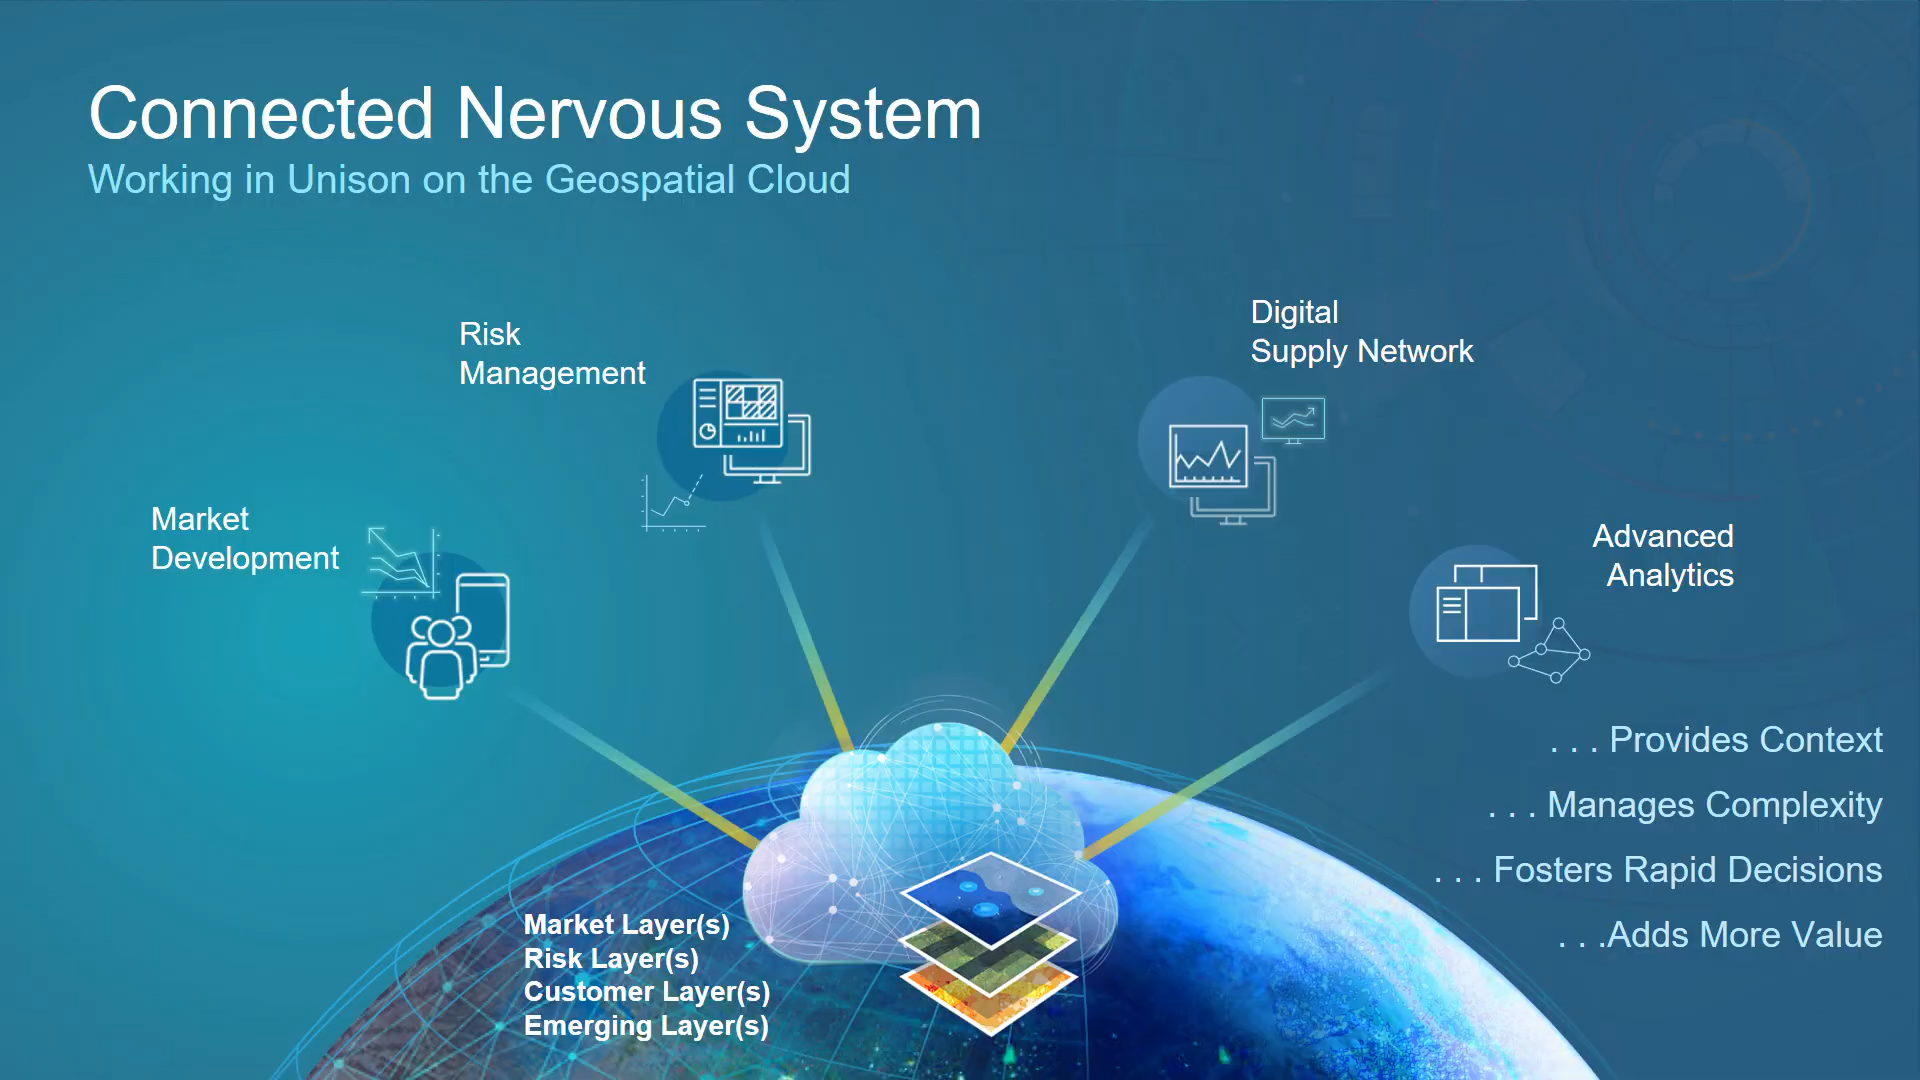 Connected Nervous System
Working in Unison on the Geospatial Cloud
Risk
Management
Digital
Supply Network
Market
Development
Advanced
Analytics
. . . Provides Context
. . . Manages Complexity
. . . Fosters Rapid Decisions
. . .Adds More Value
Market Layer(s)
Risk Layer(s)
Customer Layer(s)
Emerging Layer(s)